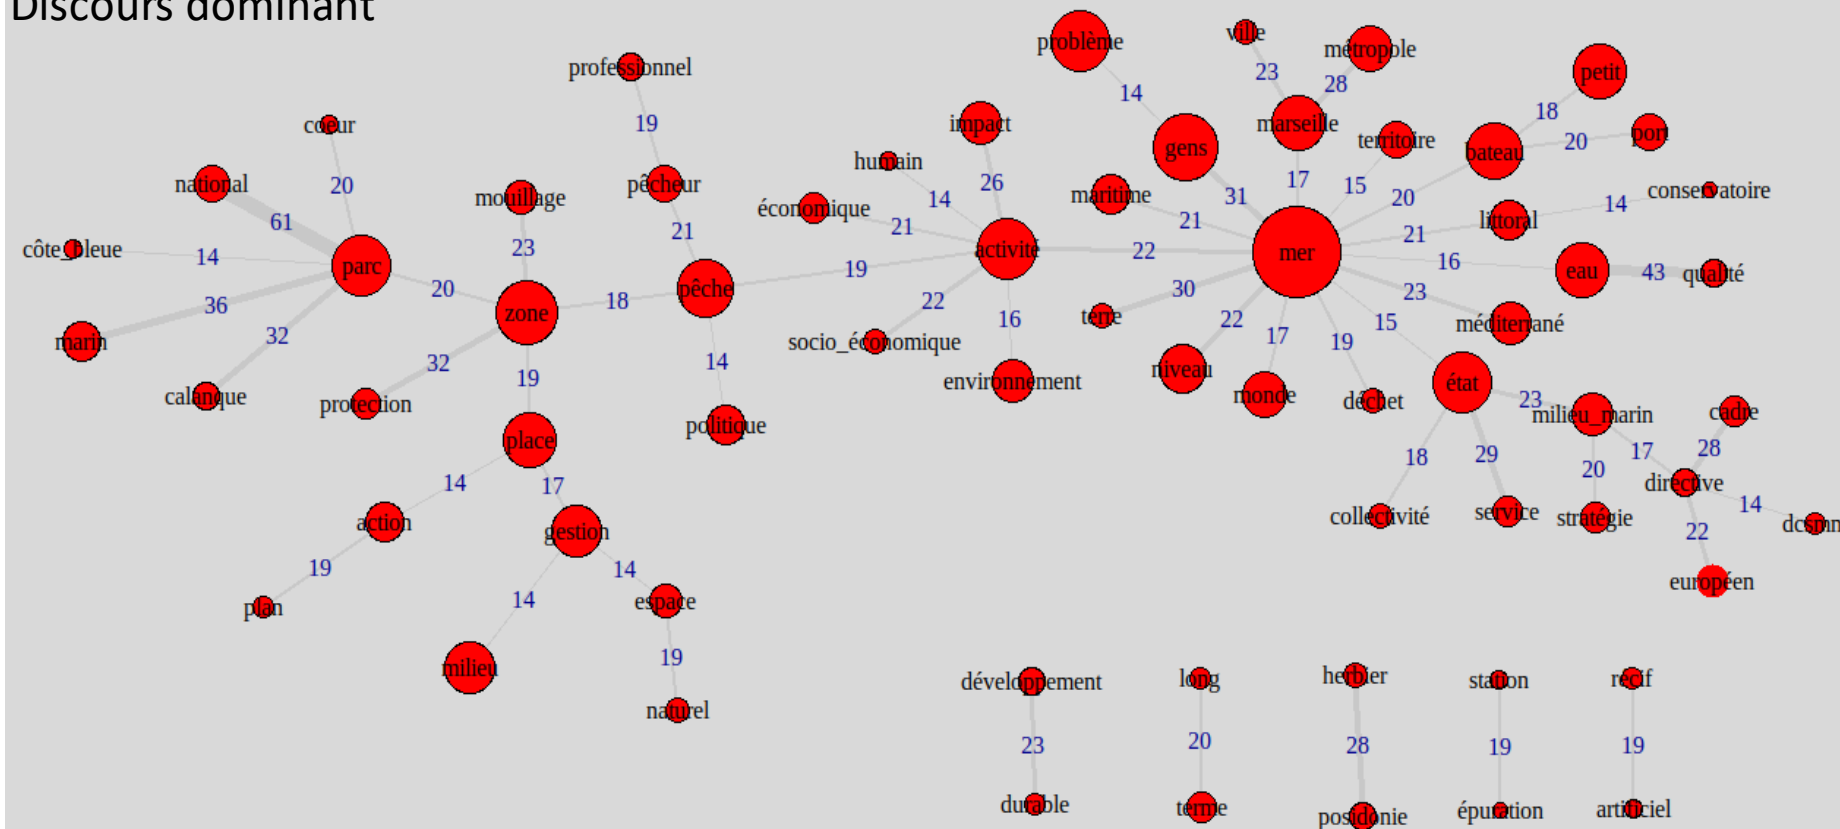 Discours dominant
problème
ville
métropole
professionnel
23
28
petit
14
18
coeur
19
impact
marseille
territoire
bateau
20
port
humain
gens
national
20
mouillage
pêcheur
26
maritime
17
15
20
conservatoire
61
14
31
14
économique
21
littoral
côte_bleue
14
23
21
21
21
activité
22
mer
16
eau
43
qualité
parc
20
19
36
zone
18
pêche
22
16
terre
30
22
17
19
15
23
méditerrané
marin
32
socio_économique
32
19
14
environnement
niveau
monde
déchet
état
23
milieu_marin
cadre
calanque
protection
politique
place
18
29
20
17
28
14
17
directive
14
action
gestion
collectivité
service
stratégie
22
19
14
14
européen
plan
espace
milieu
19
développement
long
herbier
station
récif
naturel
23
20
28
19
19
durable
terme
posidonie
épuration
artificiel